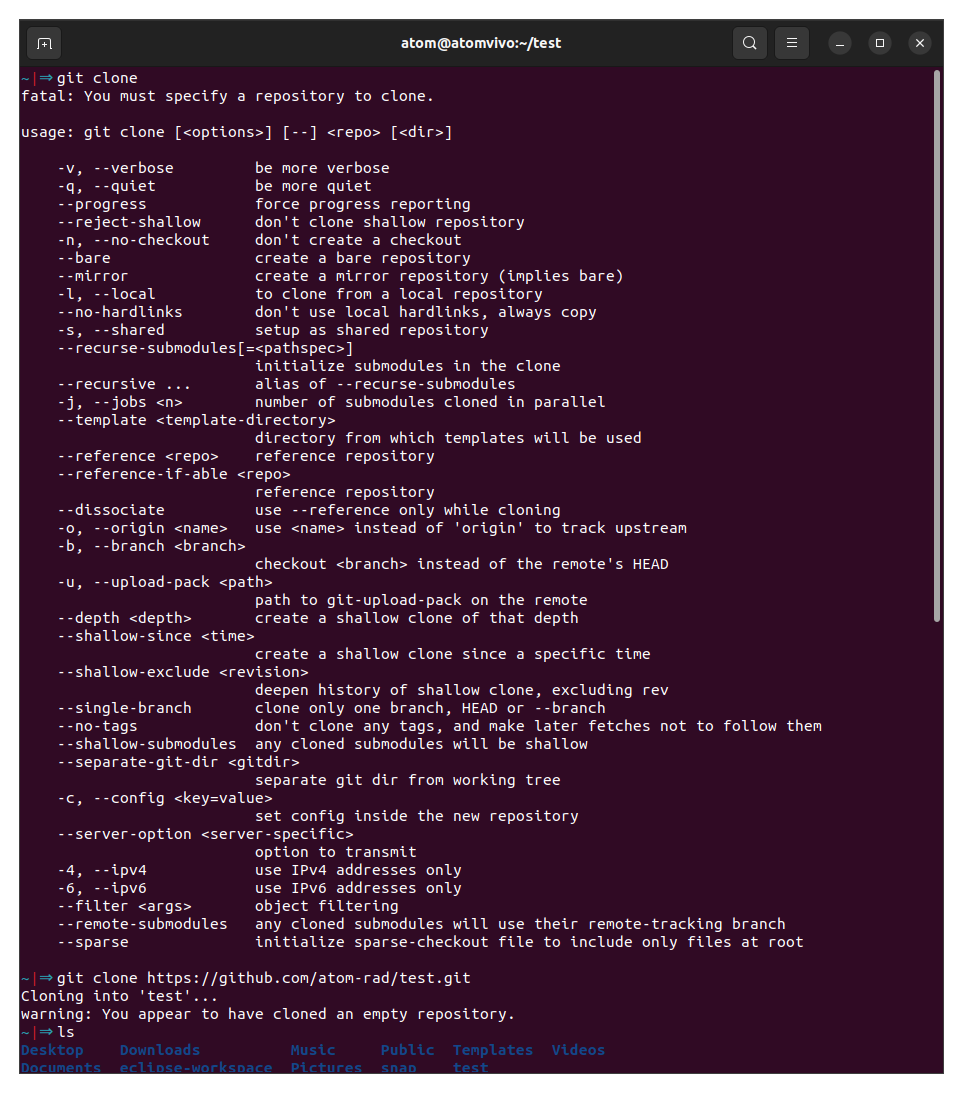 atom@atomvivo:~/test
~|⇒git clone
fatal: You must specify a repository to clone.
usage: git clone [<options>] [--] <repo> [<dir>]
-v, --verbose         be more verbose
-q, --quiet           be more quiet
--progress            force progress reporting
--reject-shallow      don't clone shallow repository
-n, --no-checkout     don't create a checkout
--bare                create a bare repository
--mirror              create a mirror repository (implies bare)
-l, --local           to clone from a local repository
--no-hardlinks        don't use local hardlinks, always copy
-s, --shared          setup as shared repository
--recurse-submodules[=<pathspec>]
initialize submodules in the clone
--recursive ...       alias of --recurse-submodules
-j, --jobs <n>        number of submodules cloned in parallel
--template <template-directory>
directory from which templates will be used
--reference <repo>    reference repository
--reference-if-able <repo>
reference repository
--dissociate          use --reference only while cloning
-o, --origin <name>   use <name> instead of 'origin' to track upstream
-b, --branch <branch>
checkout <branch> instead of the remote's HEAD
-u, --upload-pack <path>
path to git-upload-pack on the remote
--depth <depth>       create a shallow clone of that depth
--shallow-since <time>
create a shallow clone since a specific time
--shallow-exclude <revision>
deepen history of shallow clone, excluding rev
--single-branch       clone only one branch, HEAD or --branch
--no-tags             don't clone any tags, and make later fetches not to follow them
--shallow-submodules  any cloned submodules will be shallow
--separate-git-dir <gitdir>
separate git dir from working tree
-c, --config <key=value>
set config inside the new repository
--server-option <server-specific>
option to transmit
-4, --ipv4            use IPv4 addresses only
-6, --ipv6            use IPv6 addresses only
--filter <args>       object filtering
--remote-submodules   any cloned submodules will use their remote-tracking branch
--sparse              initialize sparse-checkout file to include only files at root
~|⇒git clone https://github.com/atom-rad/test.git
Cloning into 'test'...
warning: You appear to have cloned an empty repository.
~|⇒ls
Desktop    Downloads          Music     Public  Templates  Videos
Documents  eclipse-workspace  Pictures  snap    test